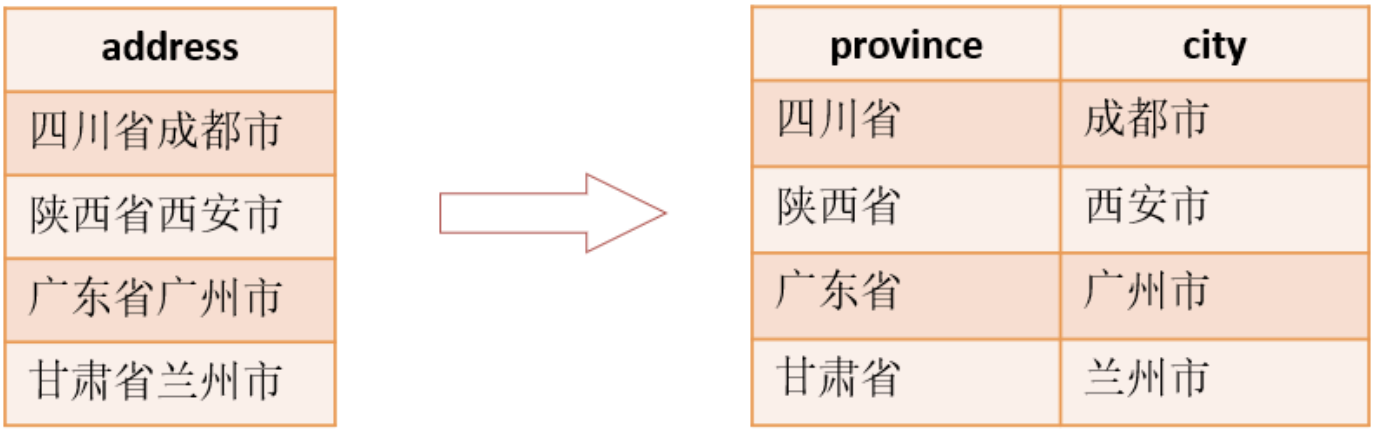 address
四川省成都市
陕西省西安市
广东省广州市
甘肃省兰州市
province city
四川省 成都市
陕西省 西安市
广东省 广州市
甘肃省 兰州市